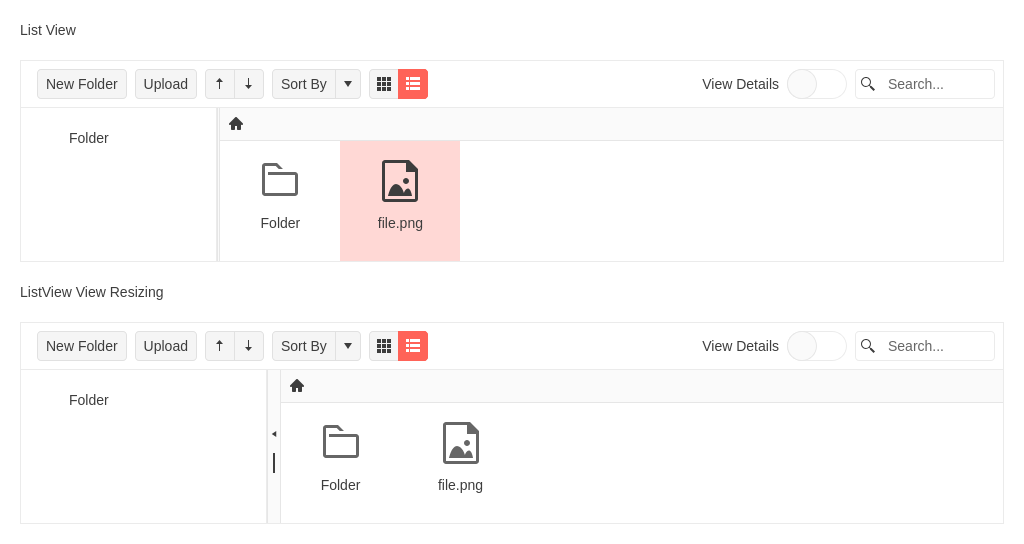 List View
New Folder Upload Sort By View Details Search...
Folder
Folder file.png
ListView View Resizing
New Folder Upload Sort By View Details Search...
Folder
Folder file.png